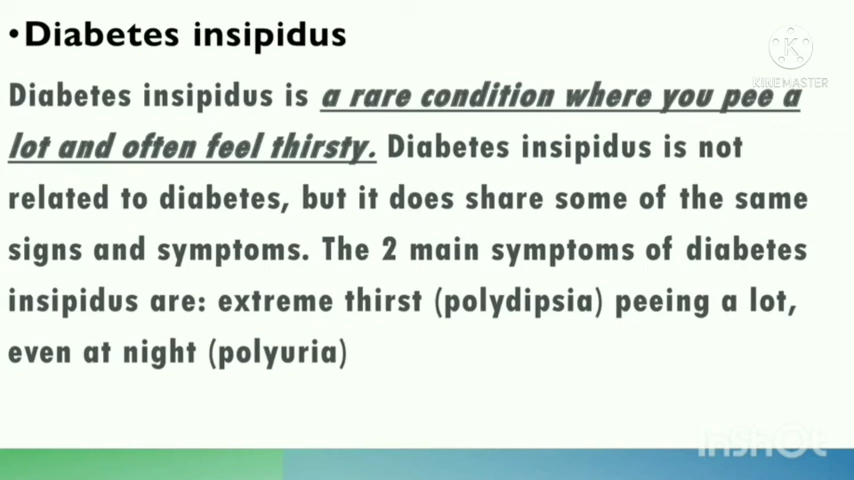 •Diabetes insipidus
K
KINEMASTER
Diabetes insipidus is a rare condition where you pee a
lot and often feel thirsty. Diabetes insipidus is not
related to diabetes, but it does share some of the same
signs and symptoms. The 2 main symptoms of diabetes
insipidus are: extreme thirst (polydipsia) peeing a lot,
even at night (polyuria)
InShOt